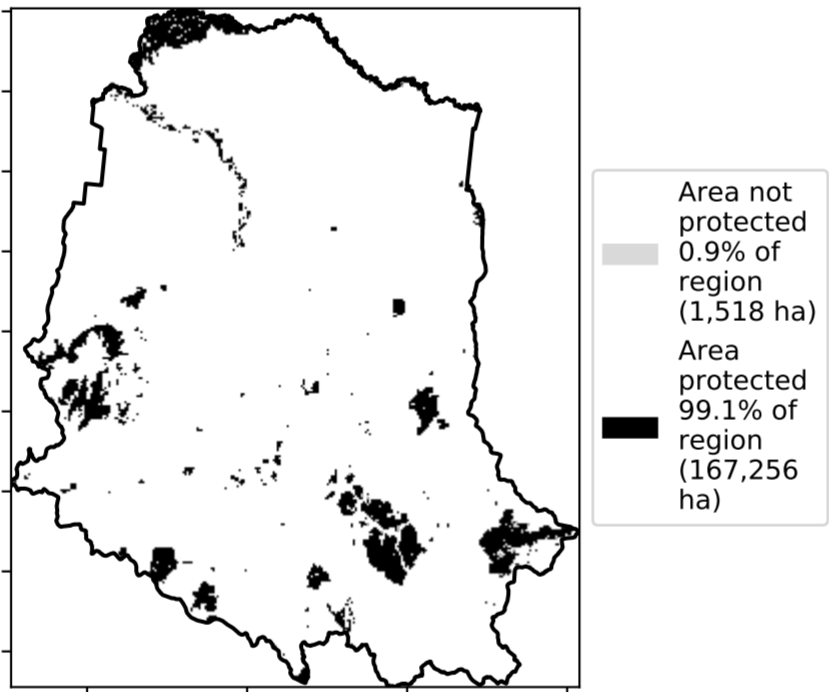 Area not
protected
0.9% of
region
(1,518 ha)
Area
protected
99.1% of
region
(167,256
ha)